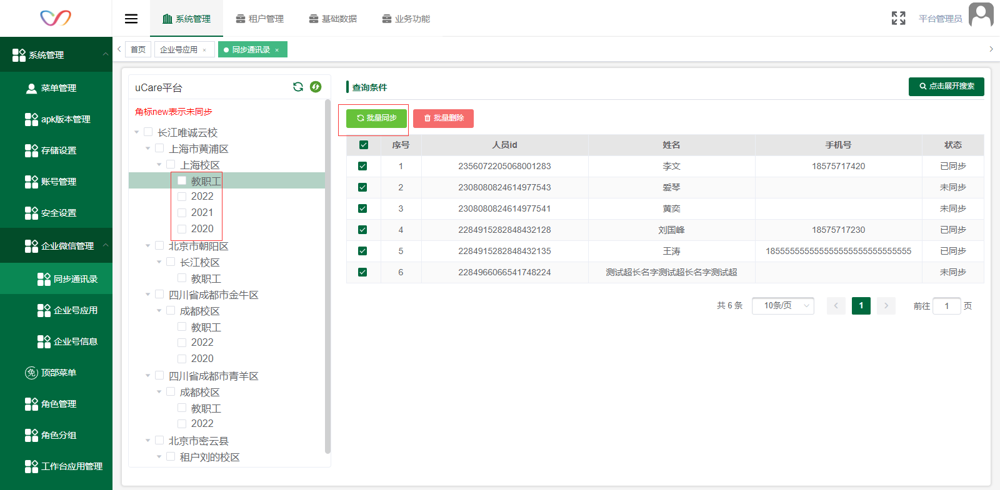 系统管理
租户管理
基础数据
业务功能
平台管理员
首页
企业号应用 ×
同步通讯录 ×
系统管理
菜单管理
apk版本管理
存储设置
账号管理
安全设置
企业微信管理
同步通讯录
企业号应用
企业号信息
免 顶部菜单
角色管理
角色分组
工作台应用管理
uCare平台
角标new表示未同步
长江唯诚云校
上海市黄浦区
上海校区
教职工
2022
2021
2020
北京市朝阳区
长江校区
教职工
四川省成都市金牛区
成都校区
教职工
2022
2020
四川省成都市青羊区
成都校区
教职工
2022
北京市密云县
租户刘的校区
查询条件
点击展开搜索
批量同步
批量删除
序号 人员id 姓名 手机号 状态
1 2356072205068001283 李文 18575717420 已同步
2 2308080824614977543 爱琴 未同步
3 2308080824614977541 黄奕 未同步
4 2284915282848432128 刘国峰 18575717230 已同步
5 2284915282848432135 王涛 1855555555555555555555555555 已同步
6 2284966066541748224 测试超长名字测试超长名字测试超 未同步
共 6 条 10条/页 1 前往 1 页